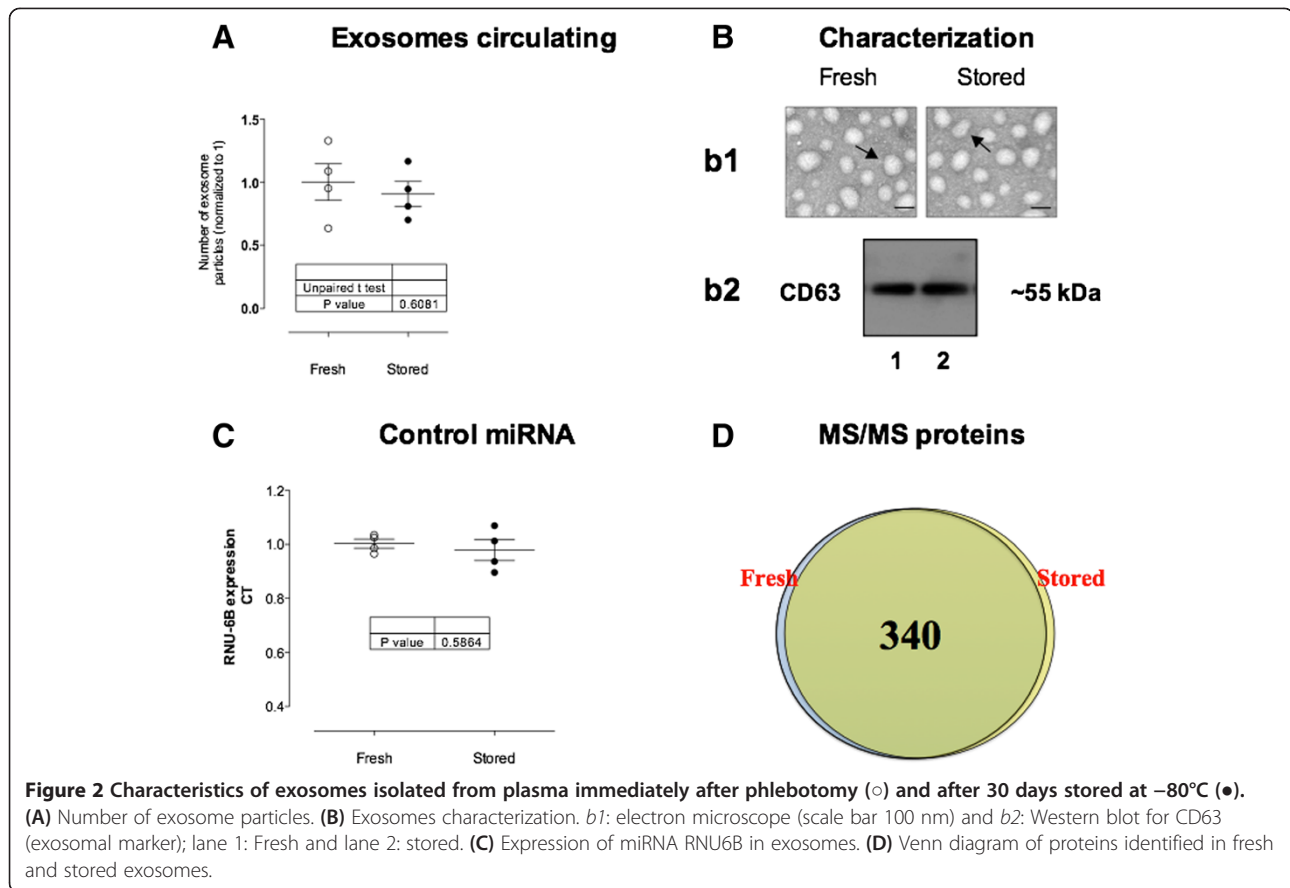 A Exosomes circulating
Number of exosome
particles (normalized to 1)
1.5
1.0
0.5
0.0
Unpaired t test
P value 0.6081
Fresh Stored
B Characterization
Fresh Stored
b1
b2 CD63 ~55 kDa
1 2
C Control miRNA
RNU-6B expression
CT
1.2
1.0
0.8
0.6
0.4
P value 0.5864
Fresh Stored
D MS/MS proteins
Fresh Stored
340
Figure 2 Characteristics of exosomes isolated from plasma immediately after phlebotomy (○) and after 30 days stored at −80°C (●).
(A) Number of exosome particles. (B) Exosomes characterization. b1: electron microscope (scale bar 100 nm) and b2: Western blot for CD63
(exosomal marker); lane 1: Fresh and lane 2: stored. (C) Expression of miRNA RNU6B in exosomes. (D) Venn diagram of proteins identified in fresh
and stored exosomes.